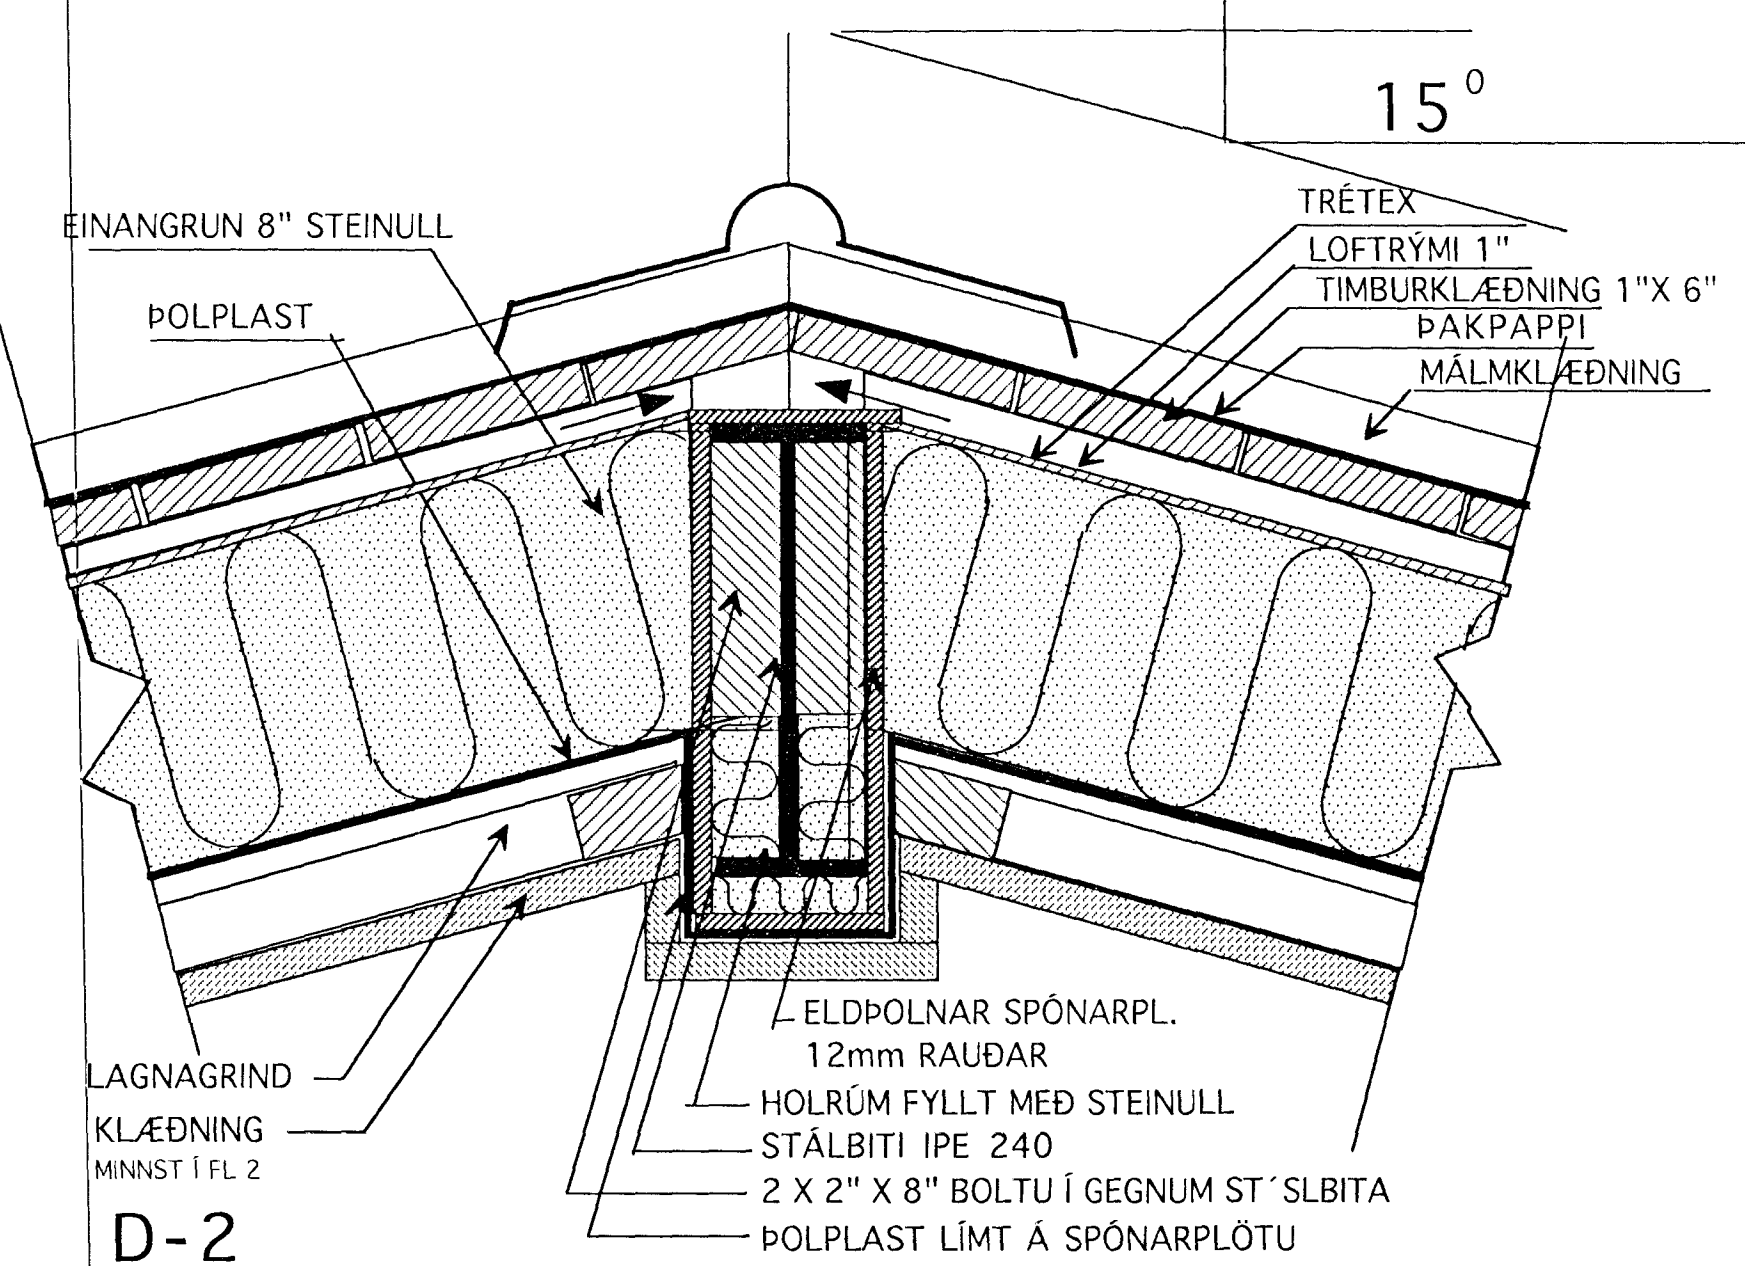 15°
EINANGRUN 8" STEINULL
ÞOLPLAST
TRÉTEX
LOFTRÝMI 1"
TIMBURKLÆÐNING 1"X 6"
ÞAKPAPPI
MÁLMKLÆÐNING
ELDÞOLNAR SPÓNARPL.
12mm RAUÐAR
LAGNAGRIND
KLÆÐNING
MINNST Í FL 2
HOLRÚM FYLLT MEÐ STEINULL
STÁLBITI IPE 240
2 X 2" X 8" BOLTU Í GEGNUM ST´SLBITA
ÞOLPLAST LÍMT Á SPÓNARPLÖTU
D-2